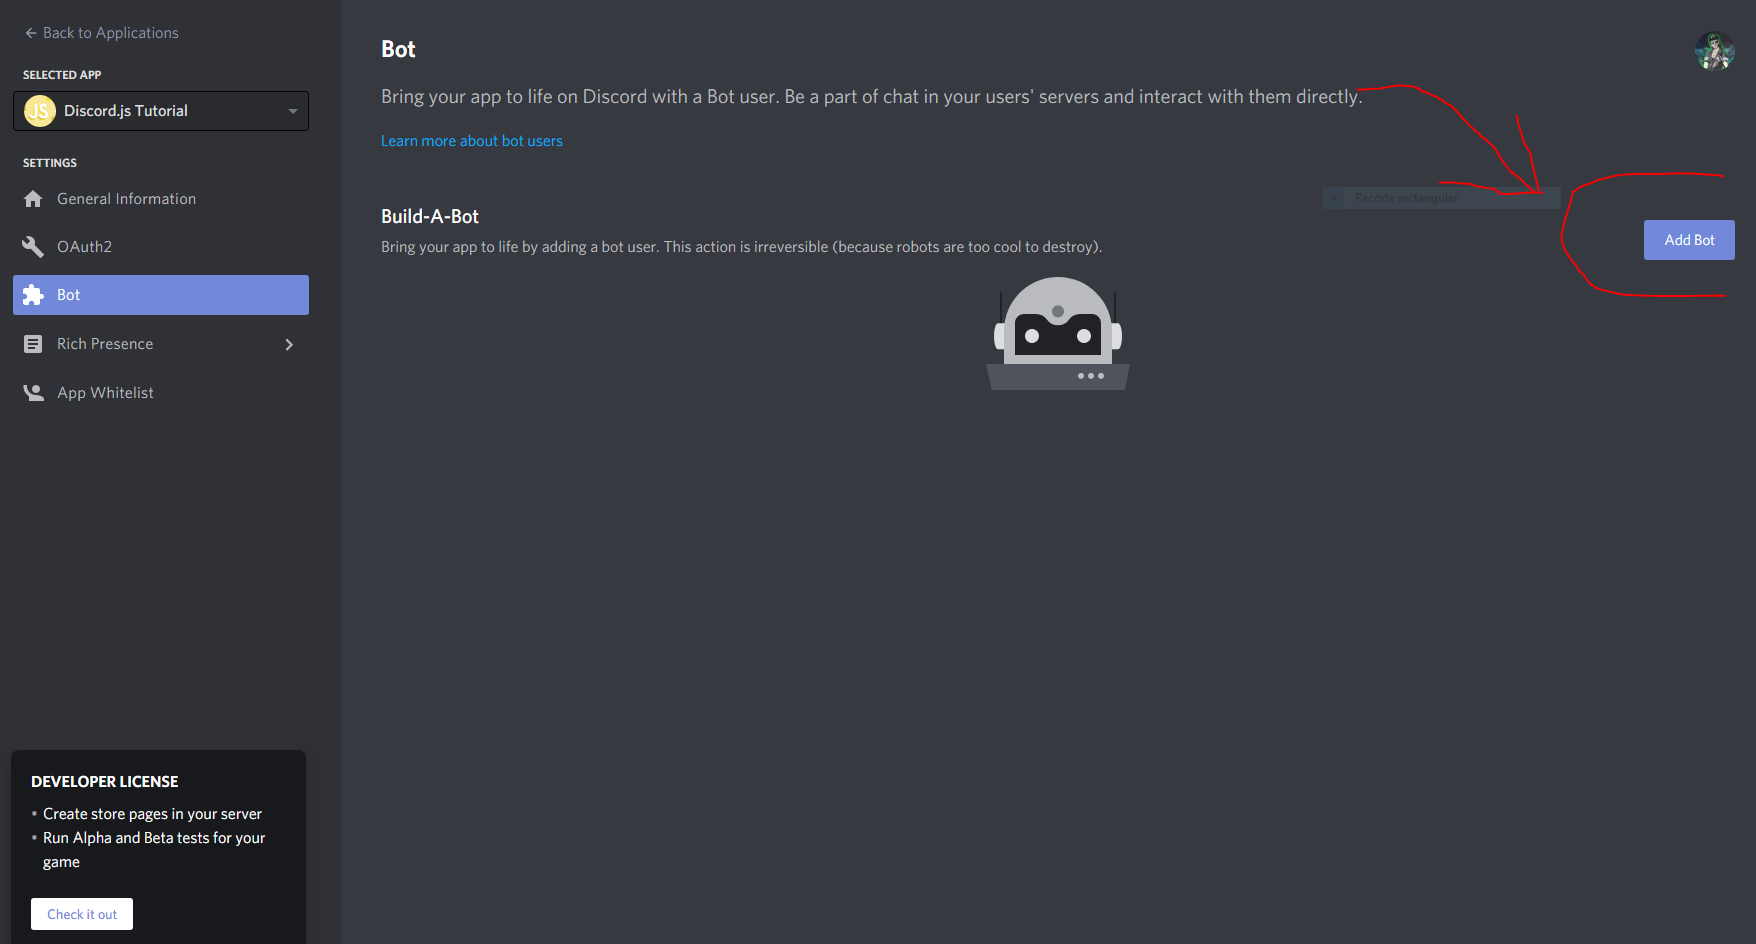 Back to Applications
SELECTED APP
JS Discord.js Tutorial
SETTINGS
General Information
OAuth2
Bot
Rich Presence
App Whitelist
DEVELOPER LICENSE
• Create store pages in your server
• Run Alpha and Beta tests for your
game
Check it out
Bot
Bring your app to life on Discord with a Bot user. Be a part of chat in your users' servers and interact with them directly.
Learn more about bot users
Recorte rectangular
Build-A-Bot
Bring your app to life by adding a bot user. This action is irreversible (because robots are too cool to destroy).
Add Bot